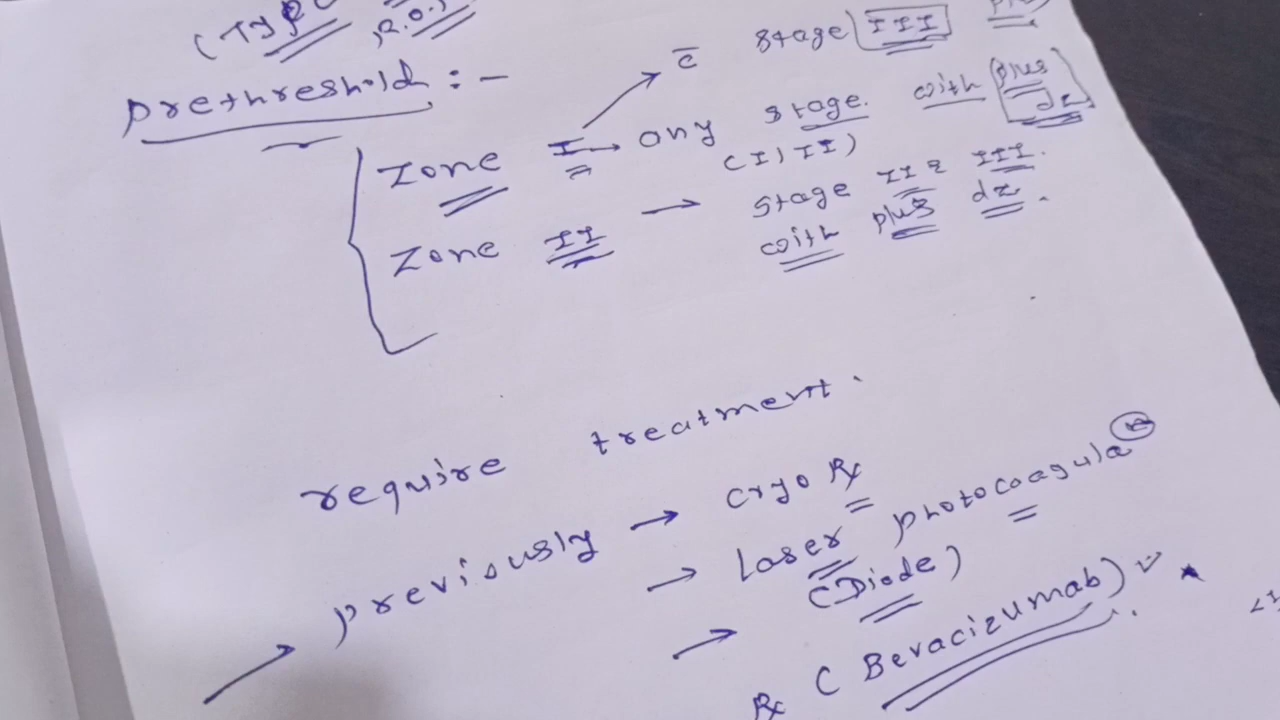 (Type
R.O.P
Prethreshold :-
Zone I → c̅ stage III
→ any stage. with plus dz
(I, II)
Zone II → stage II & III.
with plus dz.
require treatment.
→ previously → cryo Rx
→ laser photocoagula
(Diode)
→ Rx (Bevacizumab)